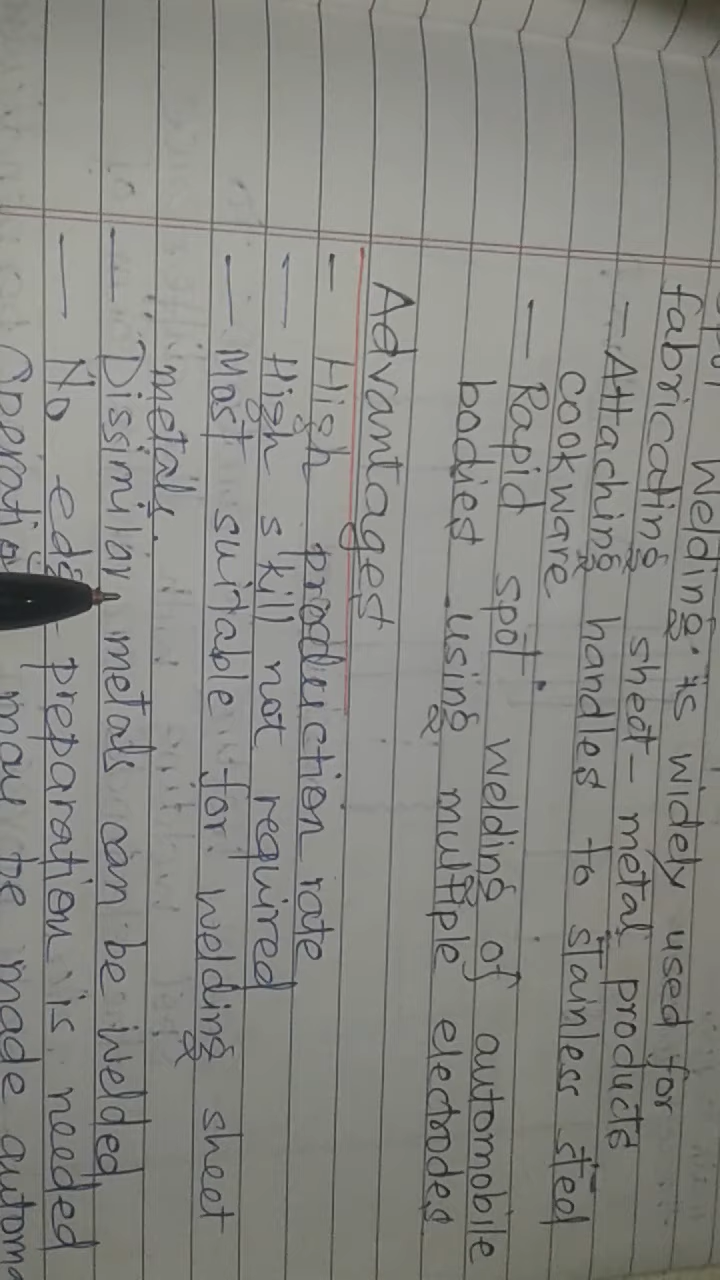 Welding is widely used for
fabricating sheet-metal products
- Attaching handles to stainless steel
cookware
- Rapid spot welding of automobile
bodies using multiple electrodes
Advantages
- High production rate
- High skill not required
- Most suitable for welding sheet
metals.
- Dissimilar metals can be welded
- No preparation is needed
may be made